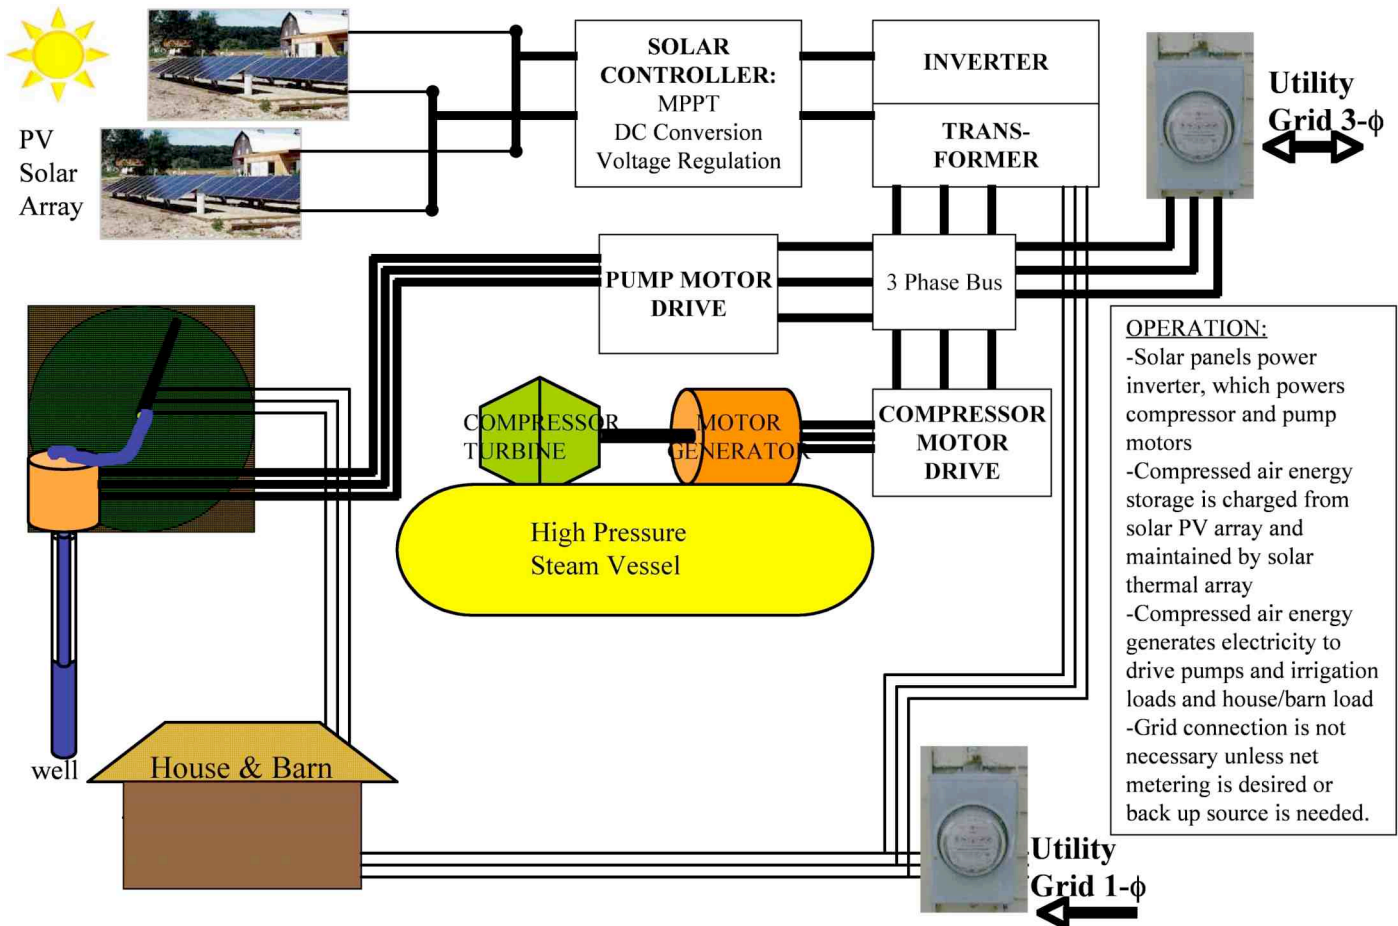 PV
Solar
Array
SOLAR
CONTROLLER:
MPPT
DC Conversion
Voltage Regulation
INVERTER
TRANS-
FORMER
Utility
Grid 3-ϕ
PUMP MOTOR
DRIVE
3 Phase Bus
COMPRESSOR
TURBINE
MOTOR
GENERATOR
COMPRESSOR
MOTOR
DRIVE
High Pressure
Steam Vessel
OPERATION:
-Solar panels power
inverter, which powers
compressor and pump
motors
-Compressed air energy
storage is charged from
solar PV array and
maintained by solar
thermal array
-Compressed air energy
generates electricity to
drive pumps and irrigation
loads and house/barn load
-Grid connection is not
necessary unless net
metering is desired or
back up source is needed.
well
House & Barn
Utility
Grid 1-ϕ